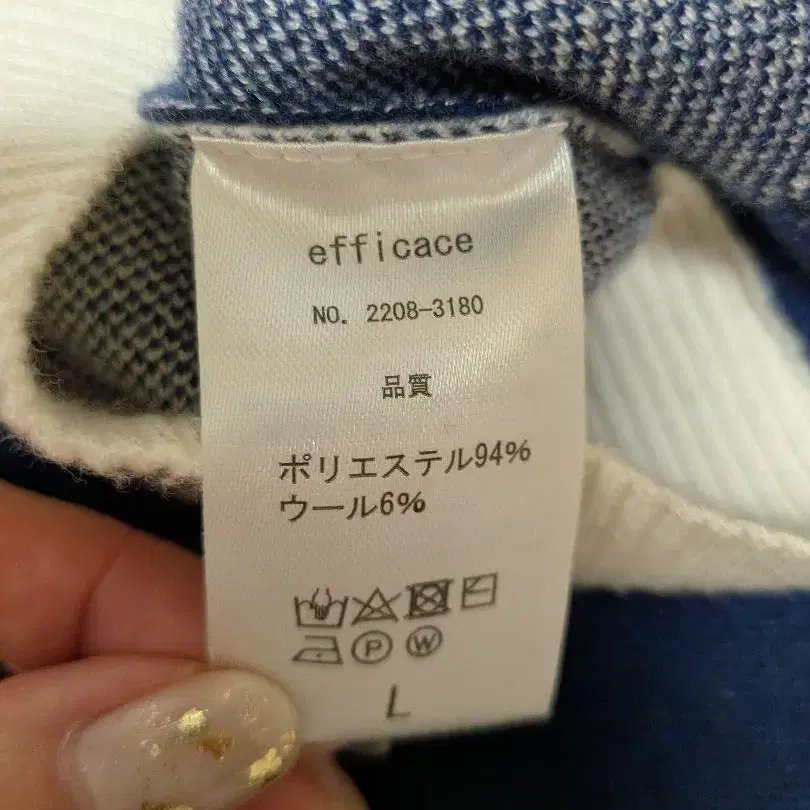 efficace
NO. 2208-3180
品質
ポリエステル94%
ウール6%
P W
L